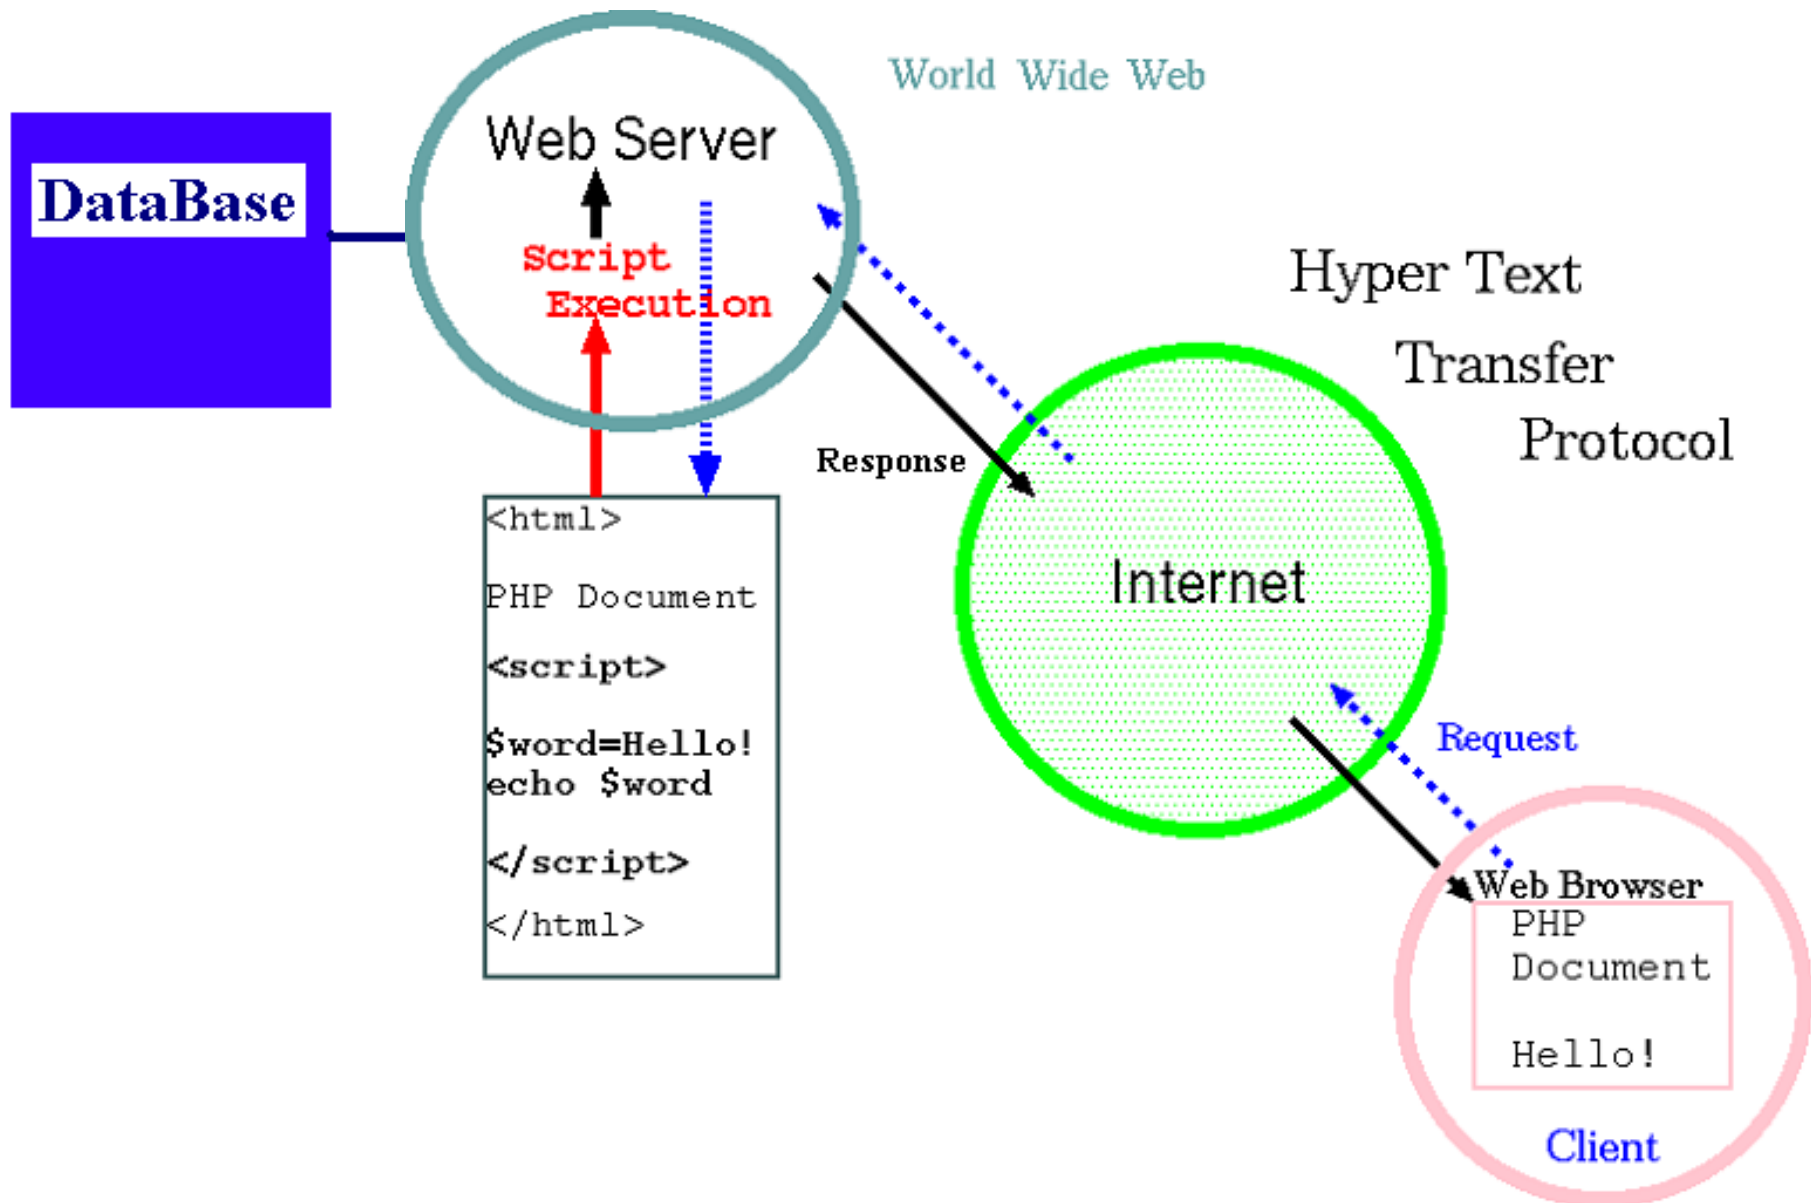 World Wide Web
Web Server
DataBase
Script
Execution
Hyper Text
Transfer
Protocol
Response
<html>
PHP Document
<script>
$word=Hello!
echo $word
</script>
</html>
Internet
Request
Web Browser
PHP
Document
Hello!
Client